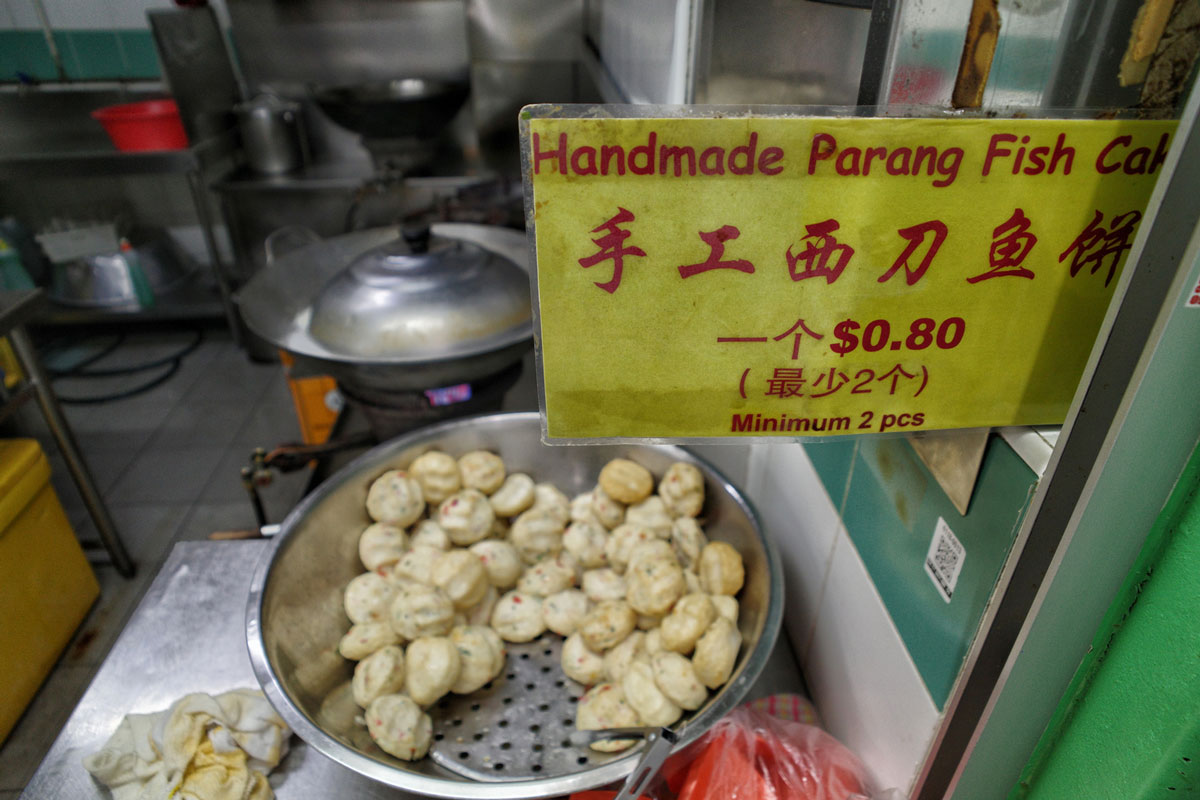 Handmade Parang Fish Cak
手工西刀鱼饼
一个$0.80
(最少2个)
Minimum 2 pcs